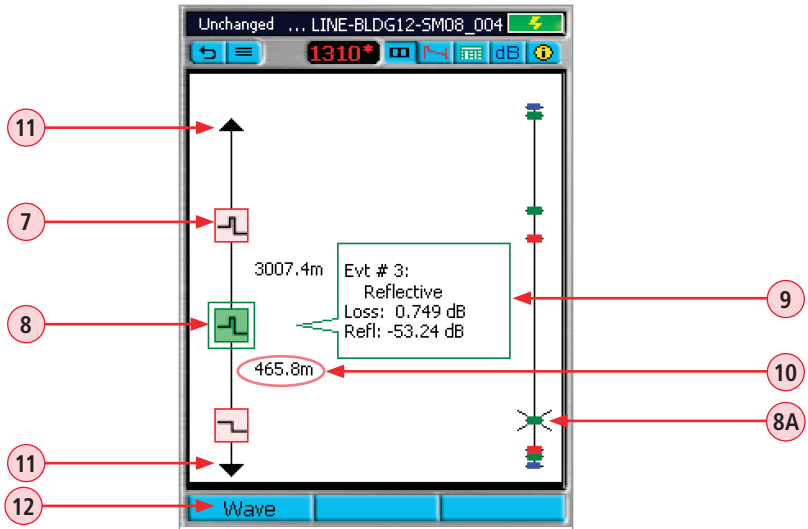 Unchanged ... LINE-BLDG12-SM08_004
1310* dB
11
7
3007.4m
Evt # 3:
Reflective
Loss: 0.749 dB
Refl: -53.24 dB
9
8
465.8m
10
8A
11
12
Wave